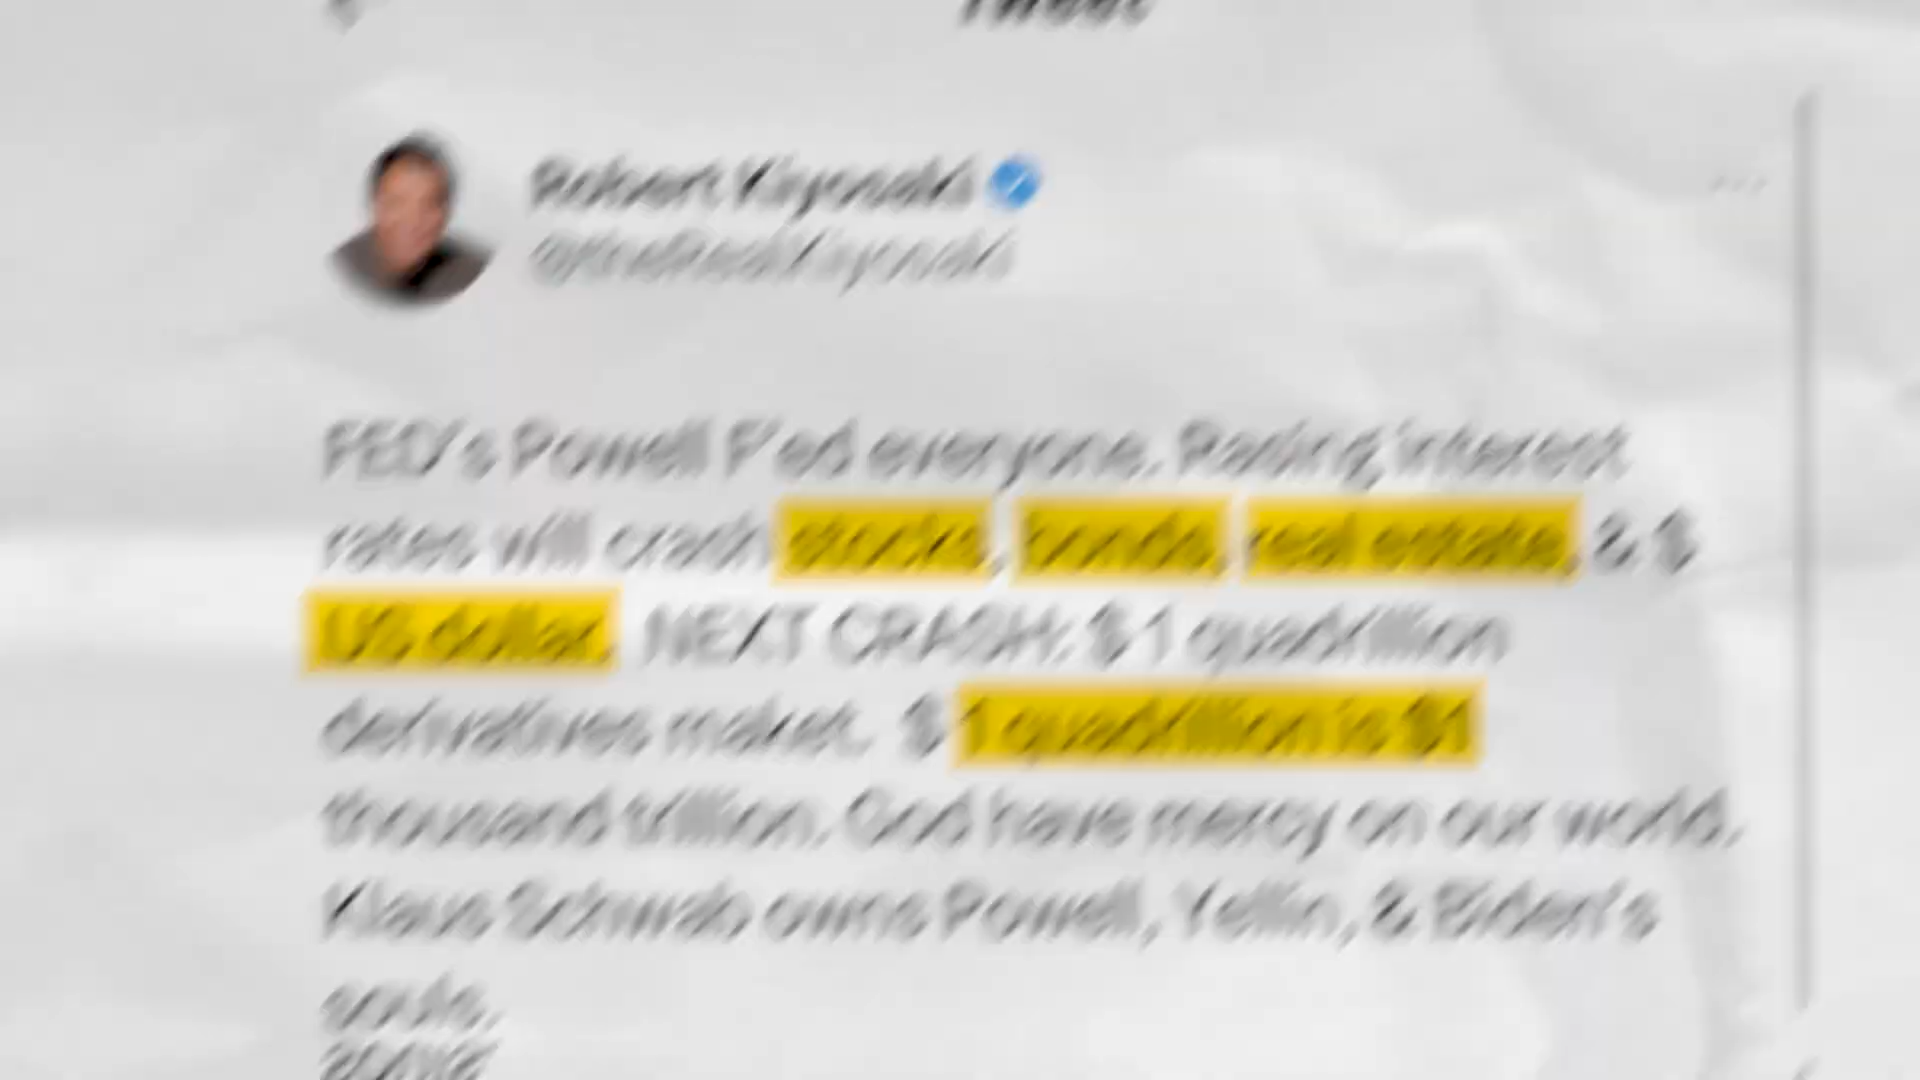 Tweet
Robert Kiyosaki
@theRealKiyosaki
...
FED's Powell F'ed everyone. Raising interest
rates will crash stocks, bonds, real estate, & $
US dollar. NEXT CRASH: $ 1 quadrillion
derivatives maket. $ 1 quadrillion is $1
thousand trillion. God have mercy on our world.
Klaus Schwab owns Powell, Yellin, & Biden's
souls.